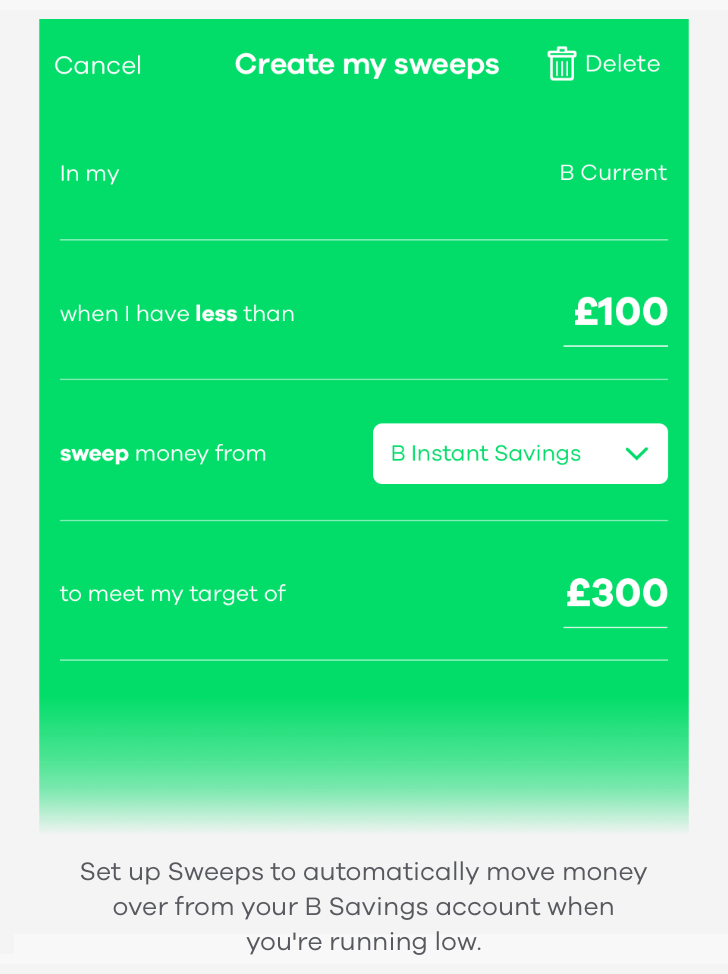 Cancel Create my sweeps Delete
In my B Current
when I have less than £100
sweep money from B Instant Savings
to meet my target of £300
Set up Sweeps to automatically move money
over from your B Savings account when
you're running low.